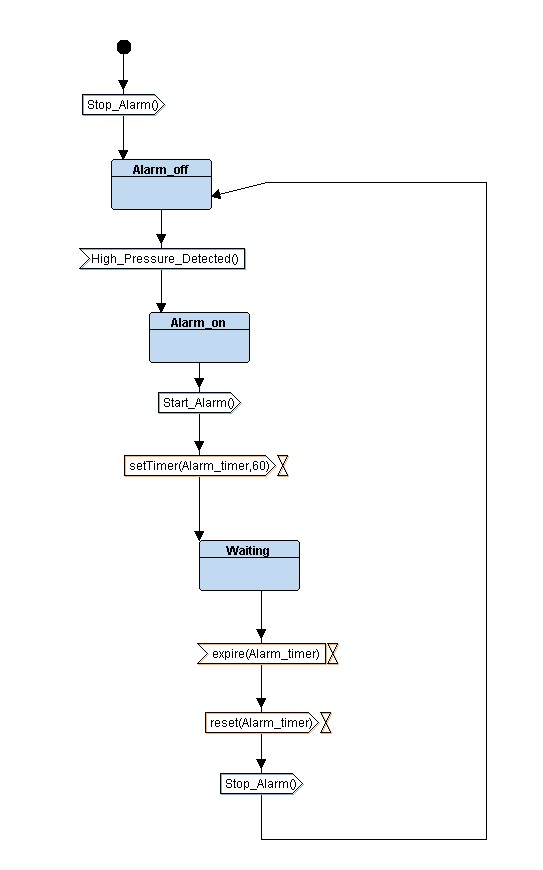 Stop_Alarm()
Alarm_off
High_Pressure_Detected()
Alarm_on
Start_Alarm()
setTimer(Alarm_timer,60)
Waiting
expire(Alarm_timer)
reset(Alarm_timer)
Stop_Alarm()